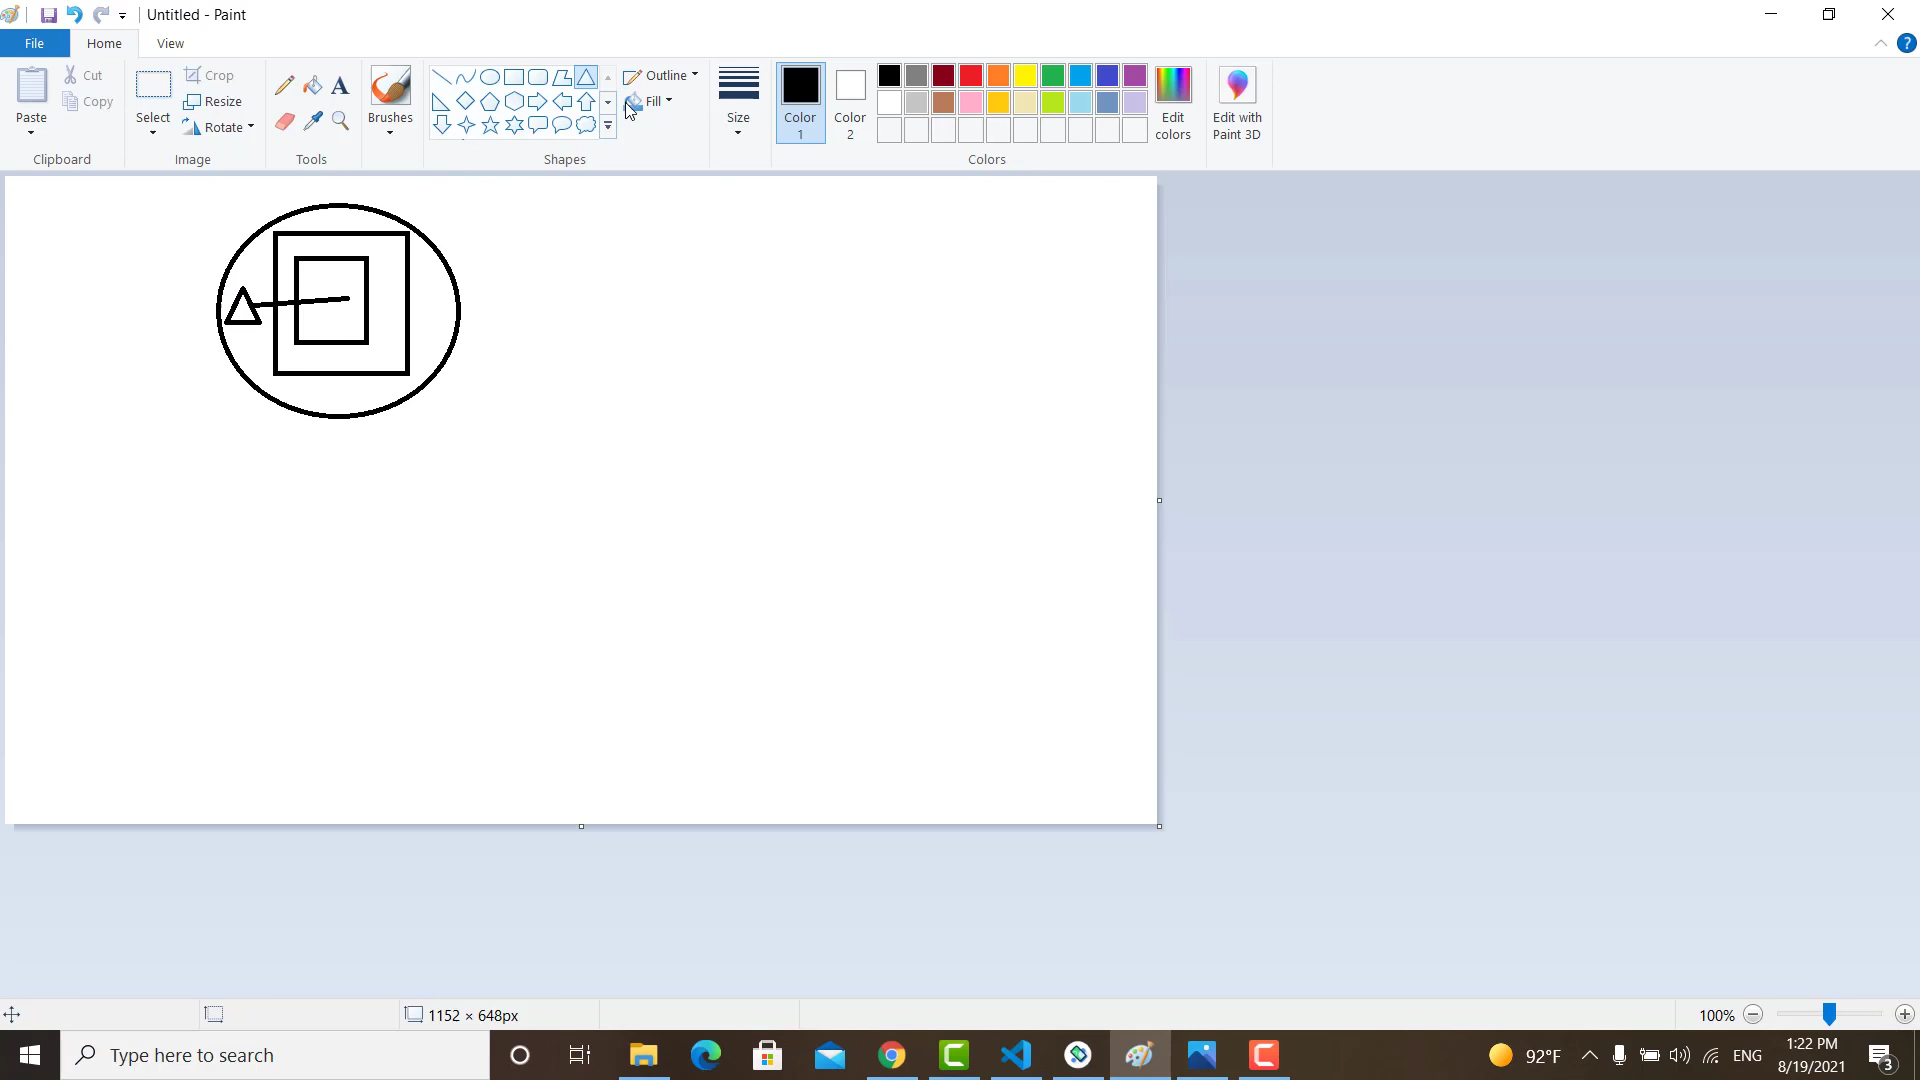 Untitled - Paint
File Home View
Paste
Cut
Copy
Clipboard
Select
Crop
Resize
Rotate
Image
A
Tools
Brushes
Outline
Fill
Shapes
Size
Color 1
Color 2
Edit colors
Colors
Edit with Paint 3D
?
1152 × 648px
100%
Type here to search
92°F
ENG
1:22 PM
8/19/2021
3